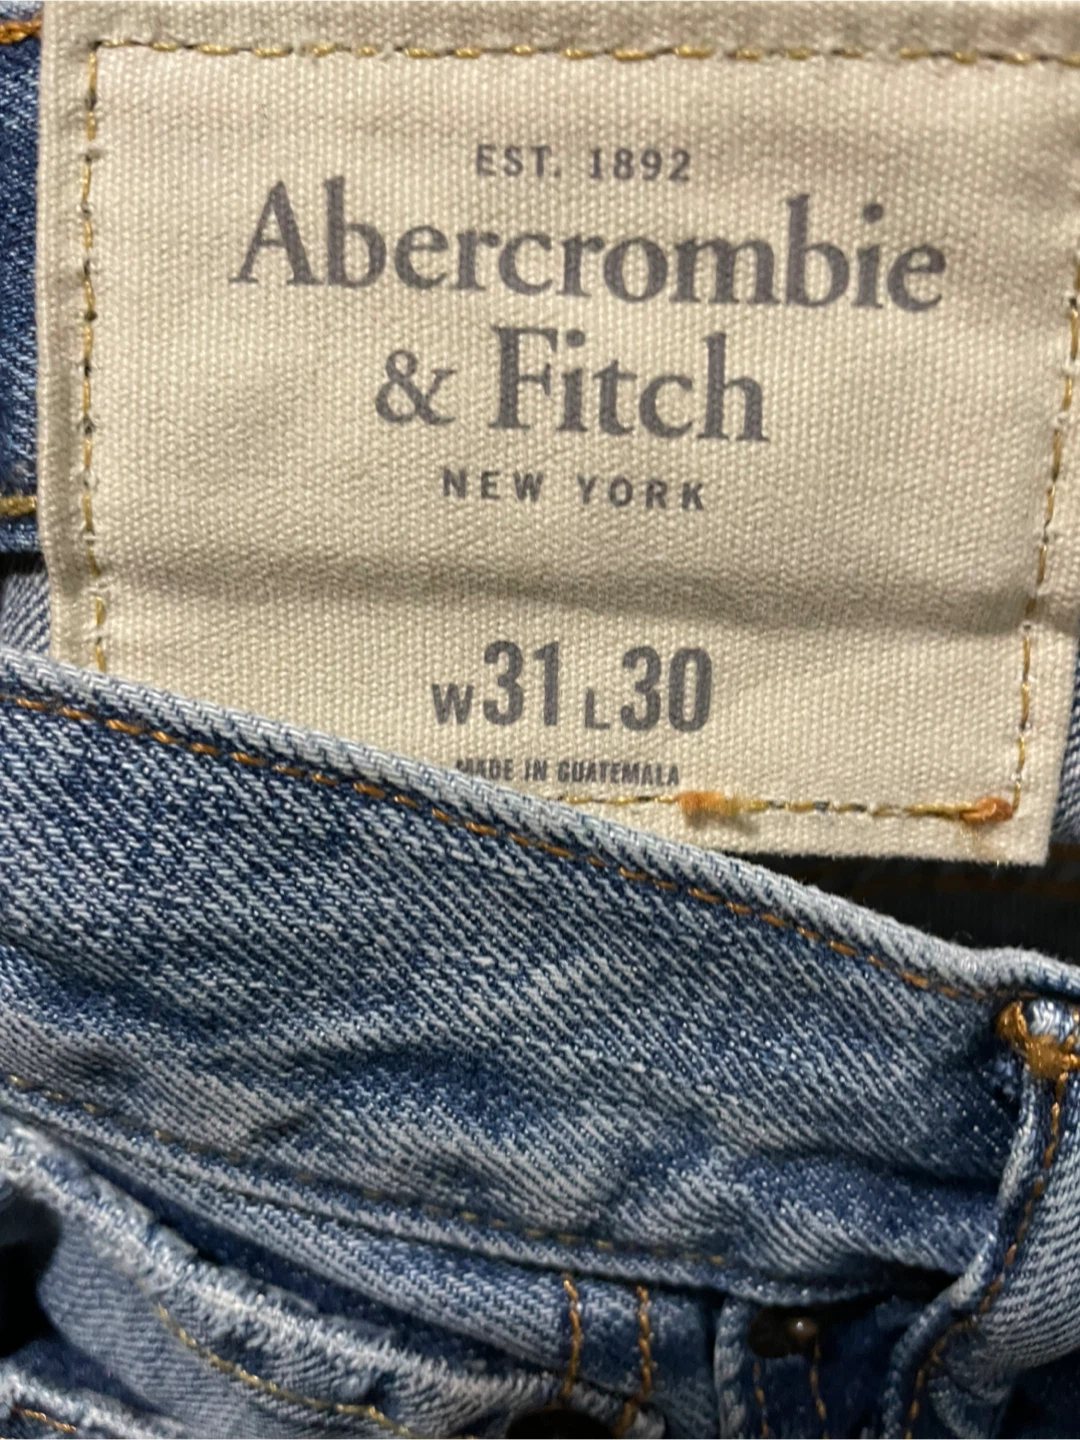 EST. 1892
Abercrombie
& Fitch
NEW YORK
W31 L30
MADE IN GUATEMALA